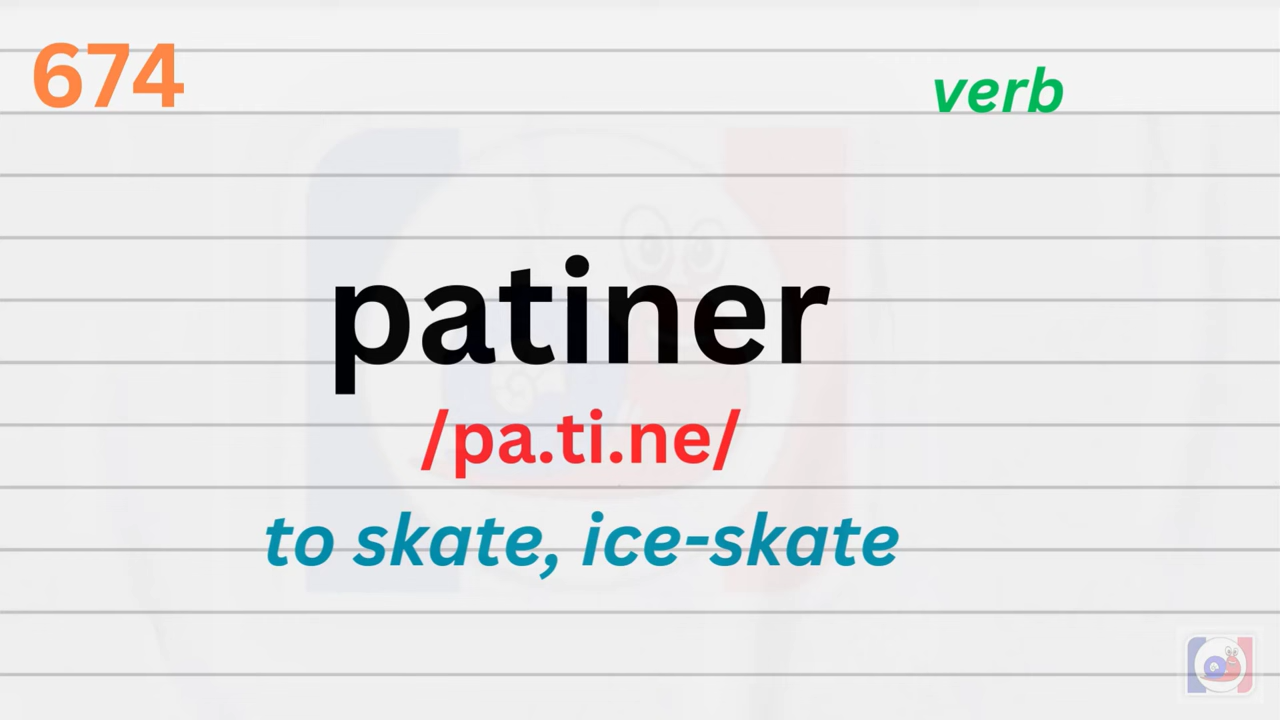 674
verb
patiner
/pa.ti.ne/
to skate, ice-skate